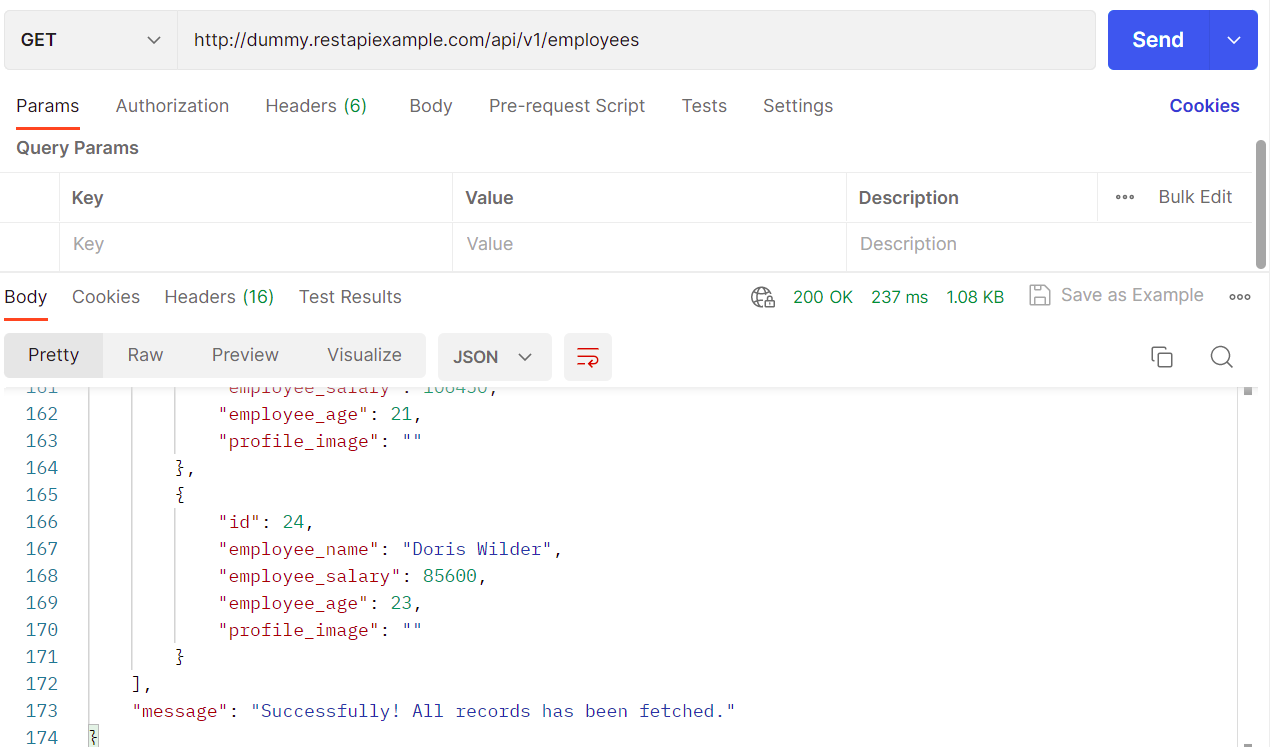 GET http://dummy.restapiexample.com/api/v1/employees Send
Params Authorization Headers (6) Body Pre-request Script Tests Settings Cookies
Query Params
Key Value Description Bulk Edit
Key Value Description
Body Cookies Headers (16) Test Results 200 OK 237 ms 1.08 KB Save as Example
Pretty Raw Preview Visualize JSON
161 "employee_salary": 106450,
162 "employee_age": 21,
163 "profile_image": ""
164 },
165 {
166 "id": 24,
167 "employee_name": "Doris Wilder",
168 "employee_salary": 85600,
169 "employee_age": 23,
170 "profile_image": ""
171 }
172 ],
173 "message": "Successfully! All records has been fetched."
174 }